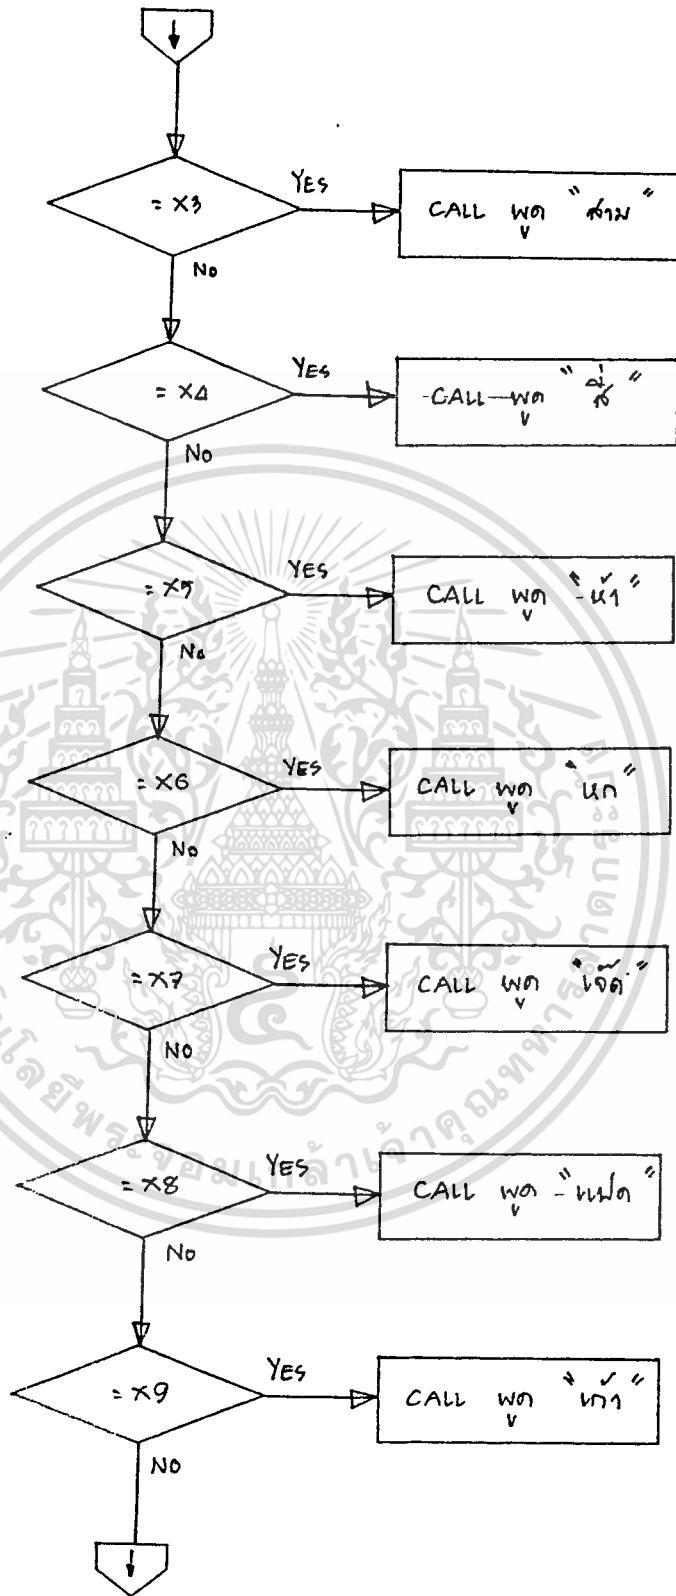 = X3
YES
CALL พูด "สาม"
NO
= X4
YES
CALL พูด "สี่"
NO
= X5
YES
CALL พูด "ห้า"
NO
= X6
YES
CALL พูด "หก"
NO
= X7
YES
CALL พูด "เจ็ด"
NO
= X8
YES
CALL พูด "แปด"
NO
= X9
YES
CALL พูด "เก้า"
NO